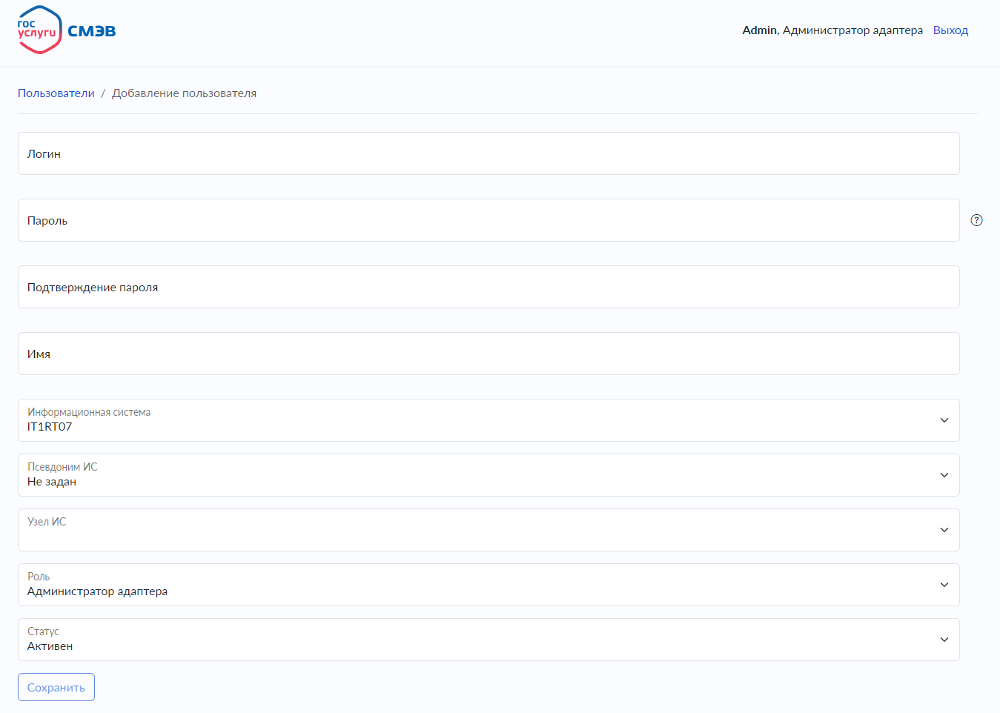 гос
услуги
СМЭВ
Admin, Администратор адаптера Выход
Пользователи / Добавление пользователя
Логин
Пароль
?
Подтверждение пароля
Имя
Информационная система
IT1RT07
Псевдоним ИС
Не задан
Узел ИС
Роль
Администратор адаптера
Статус
Активен
Сохранить